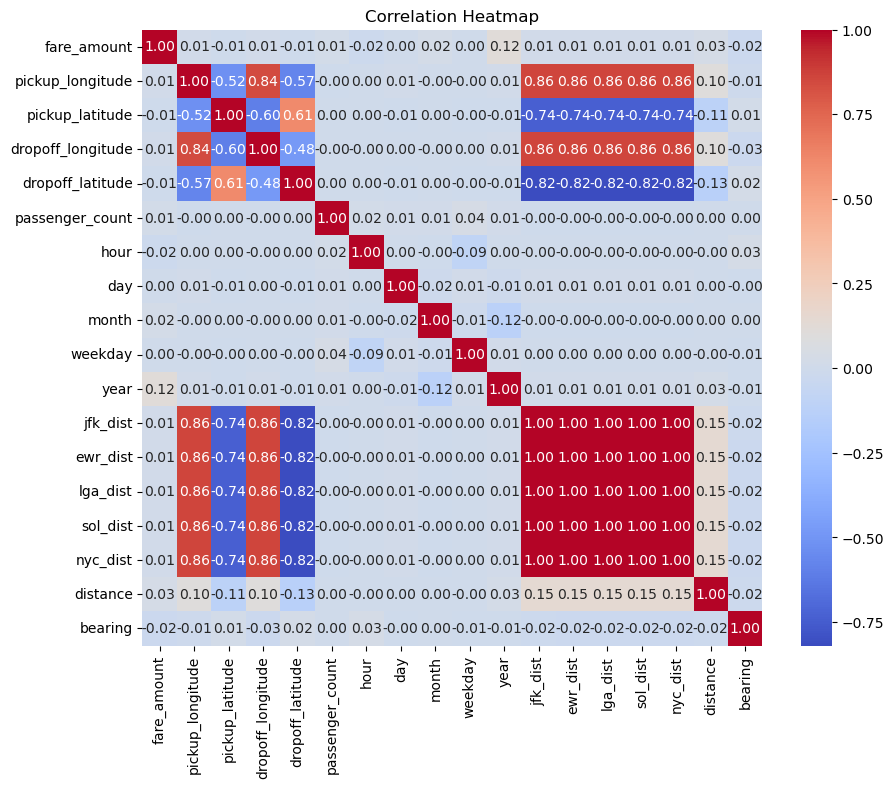 Correlation Heatmap
fare_amount 1.00 0.01 -0.01 0.01 -0.01 0.01 -0.02 0.00 0.02 0.00 0.12 0.01 0.01 0.01 0.01 0.01 0.03 -0.02
pickup_longitude 0.01 1.00 -0.52 0.84 -0.57 -0.00 0.00 0.01 -0.00 -0.00 0.01 0.86 0.86 0.86 0.86 0.86 0.10 -0.01
pickup_latitude -0.01 -0.52 1.00 -0.60 0.61 0.00 -0.00 -0.01 0.00 -0.00 -0.01 -0.74 -0.74 -0.74 -0.74 -0.74 -0.11 0.01
dropoff_longitude 0.01 0.84 -0.60 1.00 -0.48 -0.00 0.00 0.01 -0.00 -0.00 0.01 0.86 0.86 0.86 0.86 0.86 0.10 -0.03
dropoff_latitude -0.01 -0.57 0.61 -0.48 1.00 0.00 -0.00 -0.01 -0.00 -0.00 -0.01 -0.82 -0.82 -0.82 -0.82 -0.82 -0.13 0.02
passenger_count 0.01 -0.00 0.00 -0.00 0.00 1.00 0.02 0.01 0.01 0.04 0.01 -0.00 -0.00 -0.00 -0.00 -0.00 0.00 0.00
hour -0.02 0.00 -0.00 0.00 -0.00 0.02 1.00 0.00 -0.00 -0.09 0.00 0.00 0.00 0.00 0.00 0.00 -0.00 0.03
day 0.00 0.01 -0.01 0.01 -0.01 0.01 0.00 1.00 -0.02 0.01 -0.01 0.01 0.01 0.01 0.01 0.01 0.00 -0.00
month 0.02 -0.00 0.00 -0.00 -0.00 0.01 -0.00 -0.02 1.00 -0.01 -0.12 -0.00 -0.00 -0.00 -0.00 -0.00 0.00 0.00
weekday 0.00 -0.00 -0.00 -0.00 -0.00 0.04 -0.09 0.01 -0.01 1.00 0.01 0.00 0.00 0.00 0.00 0.00 -0.00 -0.01
year 0.12 0.01 -0.01 0.01 -0.01 0.01 0.00 -0.01 -0.12 0.01 1.00 0.01 0.01 0.01 0.01 0.01 0.03 -0.01
jfk_dist 0.01 0.86 -0.74 0.86 -0.82 -0.00 0.00 0.01 -0.00 0.00 0.01 1.00 1.00 1.00 1.00 1.00 0.15 -0.02
ewr_dist 0.01 0.86 -0.74 0.86 -0.82 -0.00 0.00 0.01 -0.00 0.00 0.01 1.00 1.00 1.00 1.00 1.00 0.15 -0.02
lga_dist 0.01 0.86 -0.74 0.86 -0.82 -0.00 0.00 0.01 -0.00 0.00 0.01 1.00 1.00 1.00 1.00 1.00 0.15 -0.02
sol_dist 0.01 0.86 -0.74 0.86 -0.82 -0.00 0.00 0.01 -0.00 0.00 0.01 1.00 1.00 1.00 1.00 1.00 0.15 -0.02
nyc_dist 0.01 0.86 -0.74 0.86 -0.82 -0.00 0.00 0.01 -0.00 0.00 0.01 1.00 1.00 1.00 1.00 1.00 0.15 -0.02
distance 0.03 0.10 -0.11 0.10 -0.13 0.00 -0.00 0.00 0.00 -0.00 0.03 0.15 0.15 0.15 0.15 0.15 1.00 -0.02
bearing -0.02 -0.01 0.01 -0.03 0.02 0.00 0.03 -0.00 0.00 -0.01 -0.01 -0.02 -0.02 -0.02 -0.02 -0.02 -0.02 1.00
fare_amount
pickup_longitude
pickup_latitude
dropoff_longitude
dropoff_latitude
passenger_count
hour
day
month
weekday
year
jfk_dist
ewr_dist
lga_dist
sol_dist
nyc_dist
distance
bearing
1.00
0.75
0.50
0.25
0.00
−0.25
−0.50
−0.75